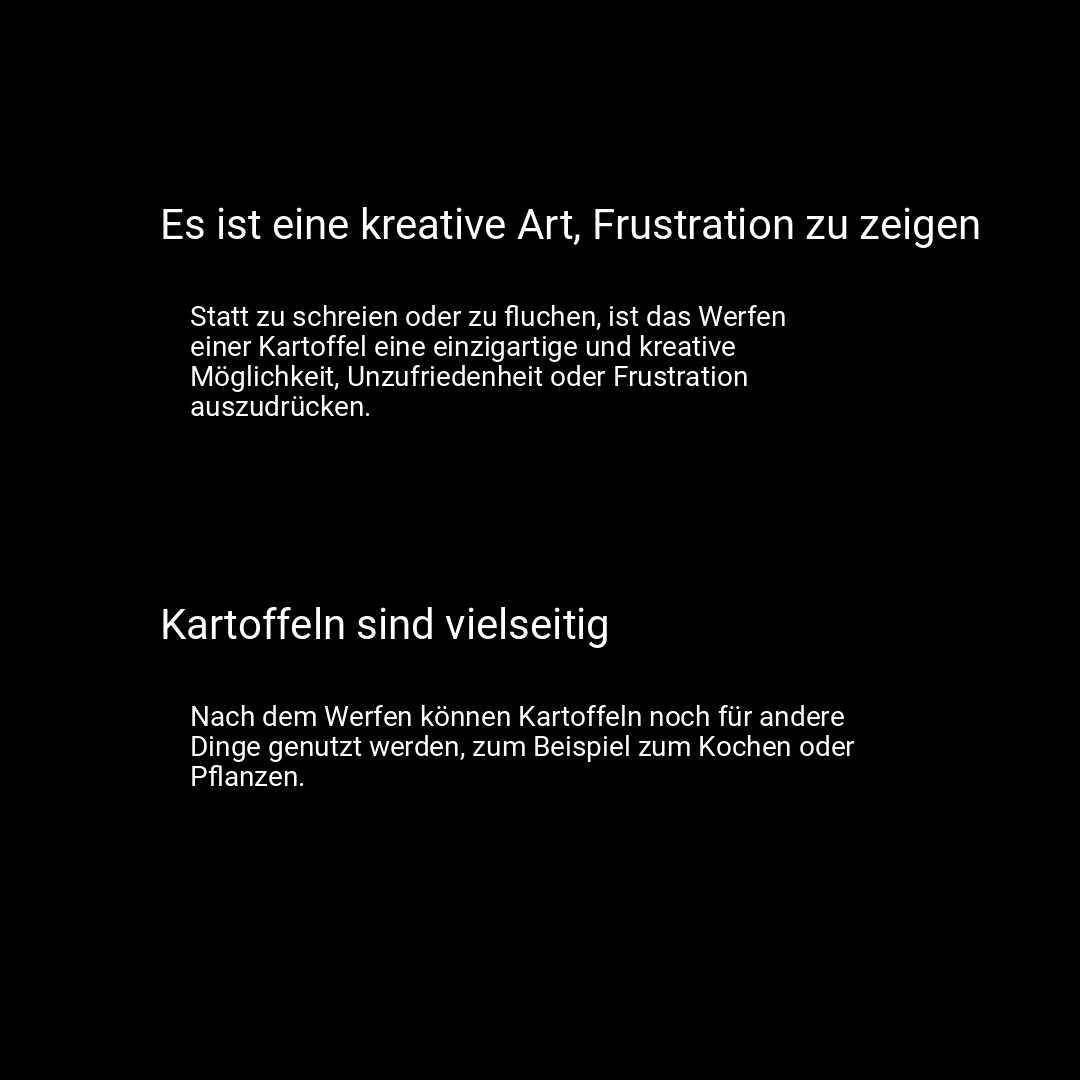 Es ist eine kreative Art, Frustration zu zeigen
Statt zu schreien oder zu fluchen, ist das Werfen
einer Kartoffel eine einzigartige und kreative
Möglichkeit, Unzufriedenheit oder Frustration
auszudrücken.
Kartoffeln sind vielseitig
Nach dem Werfen können Kartoffeln noch für andere
Dinge genutzt werden, zum Beispiel zum Kochen oder
Pflanzen.